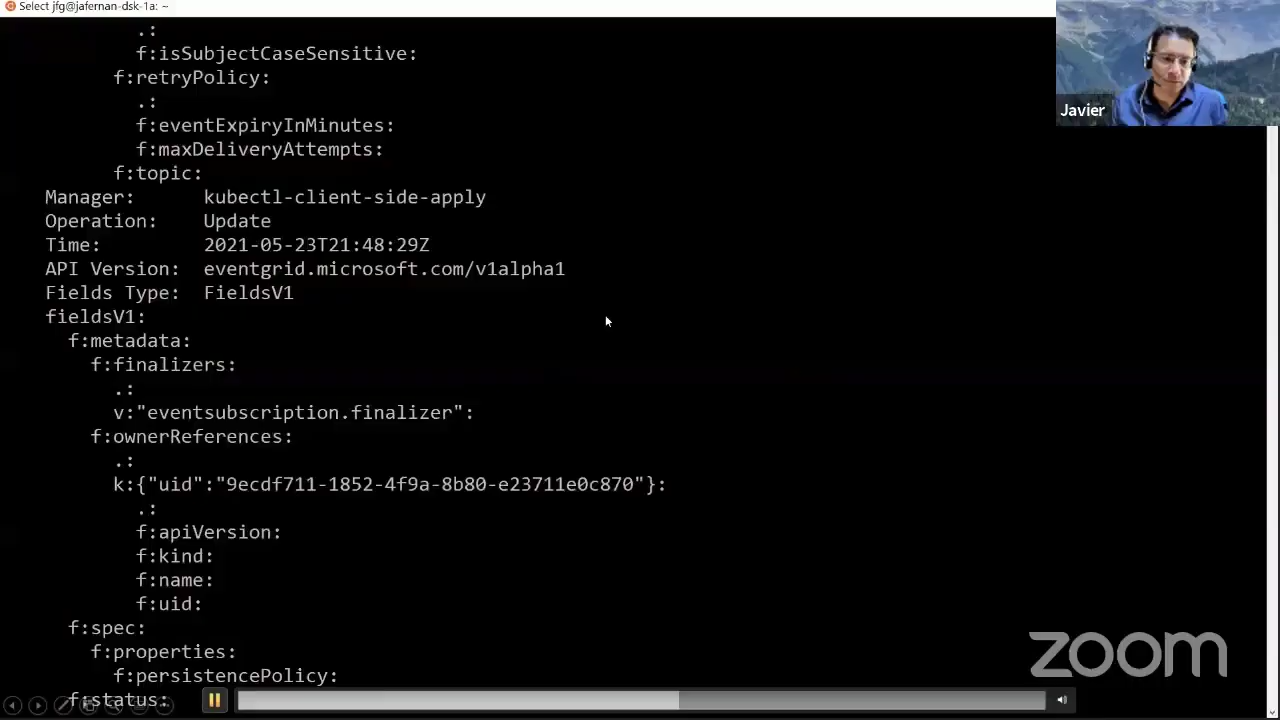 Select jfg@jafernan-dsk-1a: ~
.:
f:isSubjectCaseSensitive:
f:retryPolicy:
.:
f:eventExpiryInMinutes:
f:maxDeliveryAttempts:
f:topic:
Manager: kubectl-client-side-apply
Operation: Update
Time: 2021-05-23T21:48:29Z
API Version: eventgrid.microsoft.com/v1alpha1
Fields Type: FieldsV1
fieldsV1:
f:metadata:
f:finalizers:
.:
v:"eventsubscription.finalizer":
f:ownerReferences:
.:
k:{"uid":"9ecdf711-1852-4f9a-8b80-e23711e0c870"}:
.:
f:apiVersion:
f:kind:
f:name:
f:uid:
f:spec:
f:properties:
f:persistencePolicy:
f:status:
Javier
zoom